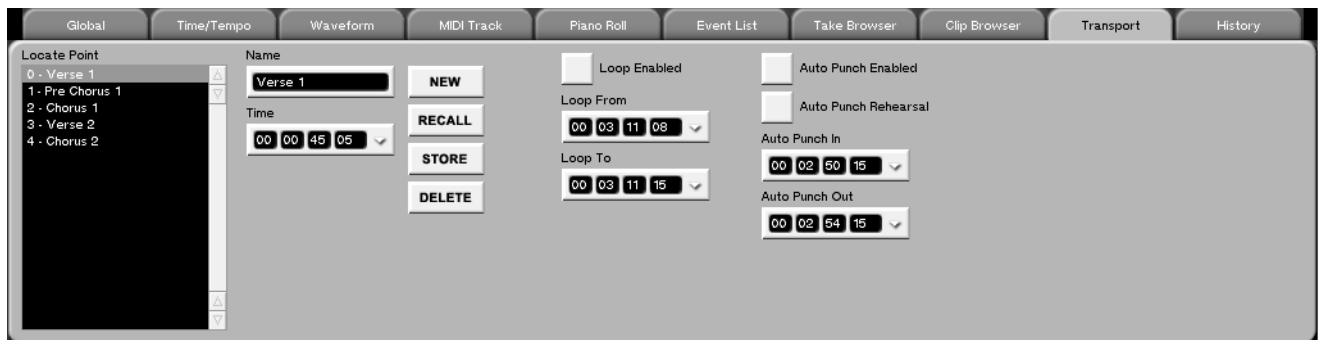 Global
Time/Tempo
Waveform
MIDI Track
Piano Roll
Event List
Take Browser
Clip Browser
Transport
History
Locate Point
0 - Verse 1
1 - Pre Chorus 1
2 - Chorus 1
3 - Verse 2
4 - Chorus 2
Name
Verse 1
Time
00 00 45 05
NEW
RECALL
STORE
DELETE
Loop Enabled
Loop From
00 03 11 08
Loop To
00 03 11 15
Auto Punch Enabled
Auto Punch Rehearsal
Auto Punch In
00 02 50 15
Auto Punch Out
00 02 54 15